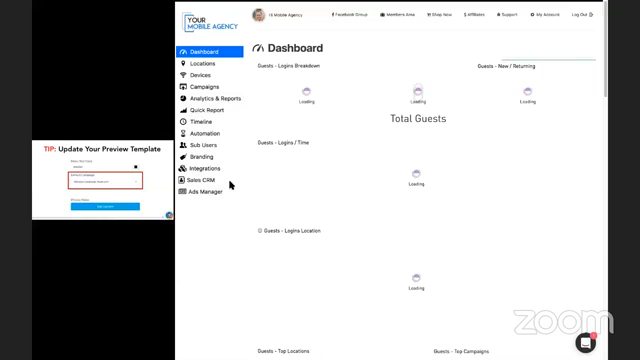 YOUR
MOBILE AGENCY
Mobile Agency
Facebook Group
Members Area
Shop Now
Affiliates
Support
My Account
Log Out
Dashboard
Locations
Devices
Campaigns
Analytics & Reports
Quick Report
Timeline
Automation
Sub Users
Branding
Integrations
Sales CRM
Ads Manager
TIP: Update Your Preview Template
Dashboard
Guests - Logins Breakdown
Guests - New / Returning
Loading
Loading
Loading
Total Guests
Guests - Logins / Time
Loading
Guests - Logins Location
Loading
Guests - Top Locations
Guests - Top Campaigns
zoom